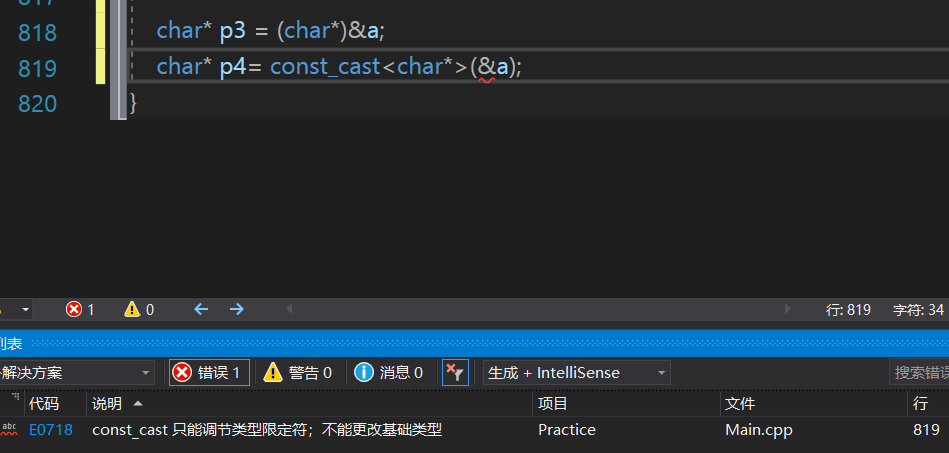 817
818 char* p3 = (char*)&a;
819 char* p4= const_cast<char*>(&a);
820 }
1 0 行: 819 字符: 34
列表
解决方案 错误 1 警告 0 消息 0 生成 + IntelliSense 搜索错误
代码 说明 项目 文件 行
abc E0718 const_cast 只能调节类型限定符；不能更改基础类型 Practice Main.cpp 819